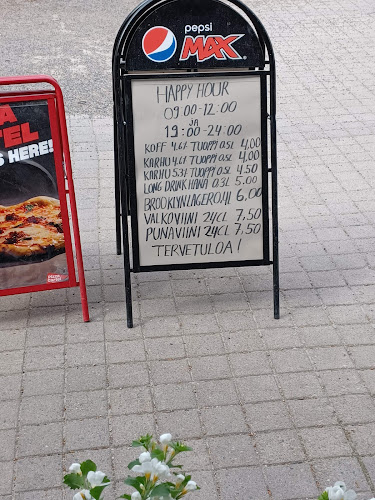 pepsi
MAX
HAPPY HOUR
09:00-12:00
JA
19:00-24:00
KOFF 4.6% TUOPPI 0.5L 4,00
KARHU 4.6% TUOPPI 0.5L 4,00
KARHU 5.3% TUOPPI 0.5L 4,50
LONG DRINK HANA 0.5L 5.00
BROOKLYN LAGER 0.4% 6,00
VALKOVIINI 24CL 7,50
PUNAVIINI 24CL 7,50
TERVETULOA!
A
TEL
S HERE!